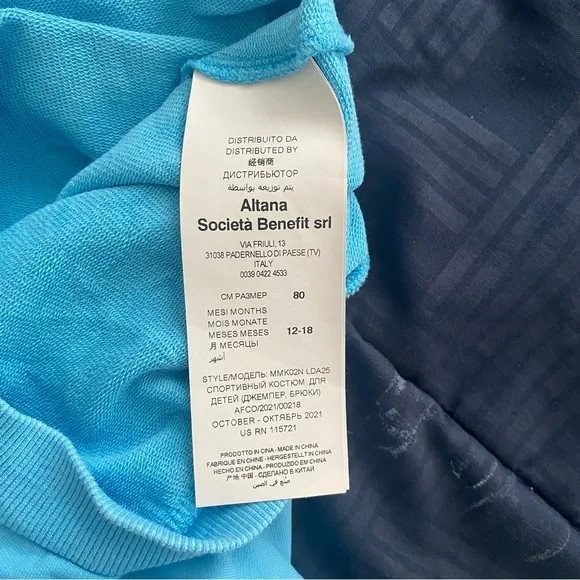 DISTRIBUITO DA
DISTRIBUTED BY
经销商
ДИСТРИБЬЮТОР
يتم توزيعه بواسطة
Altana
Società Benefit srl
VIA FRIULI, 13
31038 PADERNELLO DI PAESE (TV)
ITALY
0039 0422 4533
CM РАЗМЕР 80
MESI MONTHS
MOIS MONATE
MESES MESES 12-18
月 МЕСЯЦЫ
أشهر
STYLE/МОДЕЛЬ: MMK02N LDA25
СПОРТИВНЫЙ КОСТЮМ ДЛЯ
ДЕТЕЙ (ДЖЕМПЕР, БРЮКИ)
AFCO/2021/00218
OCTOBER - ОКТЯБРЬ 2021
US RN 115721
PRODOTTO IN CINA - MADE IN CHINA
FABRIQUÉ EN CHINE - HERGESTELLT IN CHINA
HECHO EN CHINA - PRODUZIDO EM CHINA
产地 中国 - СДЕЛАНО В КИТАЙ
صنع في الصين